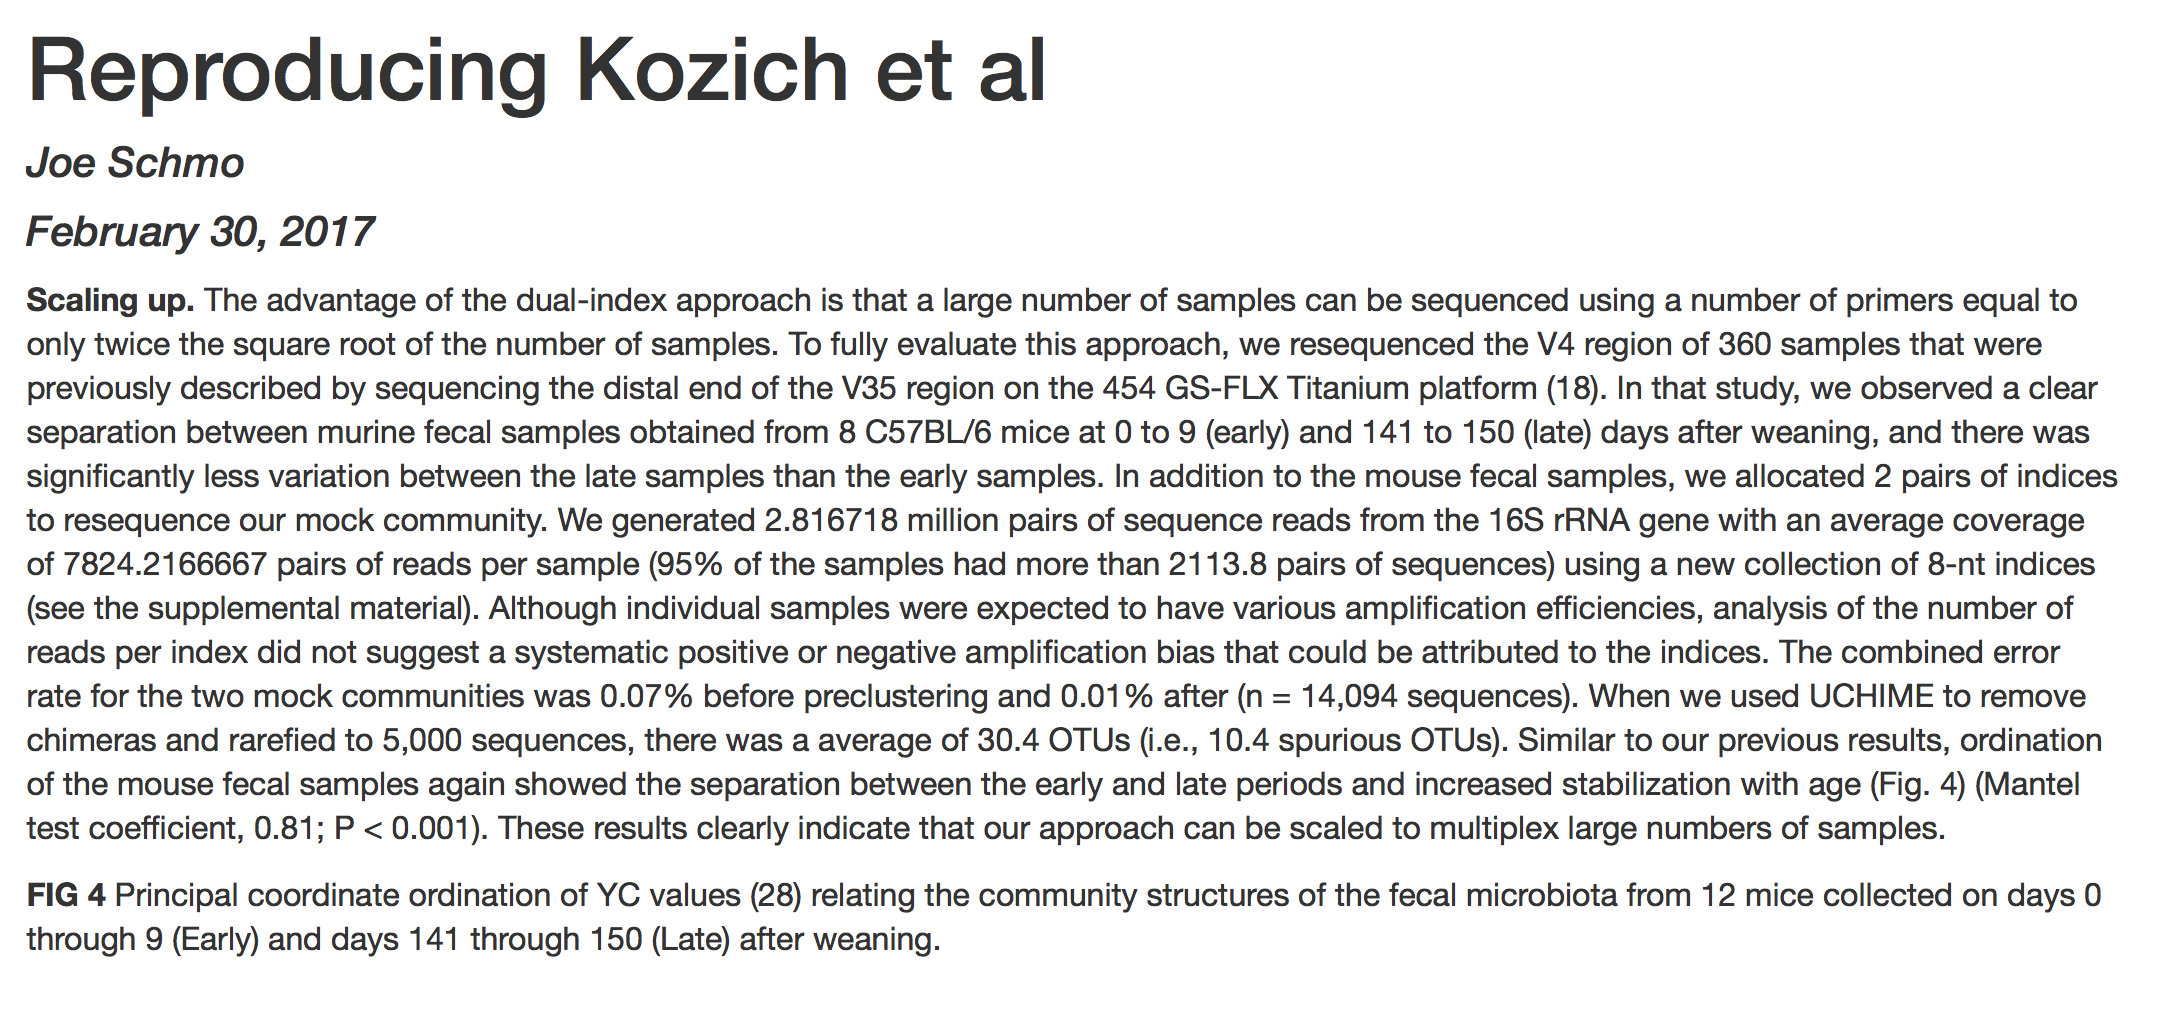 Reproducing Kozich et al
Joe Schmo
February 30, 2017
Scaling up. The advantage of the dual-index approach is that a large number of samples can be sequenced using a number of primers equal to
only twice the square root of the number of samples. To fully evaluate this approach, we resequenced the V4 region of 360 samples that were
previously described by sequencing the distal end of the V35 region on the 454 GS-FLX Titanium platform (18). In that study, we observed a clear
separation between murine fecal samples obtained from 8 C57BL/6 mice at 0 to 9 (early) and 141 to 150 (late) days after weaning, and there was
significantly less variation between the late samples than the early samples. In addition to the mouse fecal samples, we allocated 2 pairs of indices
to resequence our mock community. We generated 2.816718 million pairs of sequence reads from the 16S rRNA gene with an average coverage
of 7824.2166667 pairs of reads per sample (95% of the samples had more than 2113.8 pairs of sequences) using a new collection of 8-nt indices
(see the supplemental material). Although individual samples were expected to have various amplification efficiencies, analysis of the number of
reads per index did not suggest a systematic positive or negative amplification bias that could be attributed to the indices. The combined error
rate for the two mock communities was 0.07% before preclustering and 0.01% after (n = 14,094 sequences). When we used UCHIME to remove
chimeras and rarefied to 5,000 sequences, there was a average of 30.4 OTUs (i.e., 10.4 spurious OTUs). Similar to our previous results, ordination
of the mouse fecal samples again showed the separation between the early and late periods and increased stabilization with age (Fig. 4) (Mantel
test coefficient, 0.81; P < 0.001). These results clearly indicate that our approach can be scaled to multiplex large numbers of samples.
FIG 4 Principal coordinate ordination of YC values (28) relating the community structures of the fecal microbiota from 12 mice collected on days 0
through 9 (Early) and days 141 through 150 (Late) after weaning.